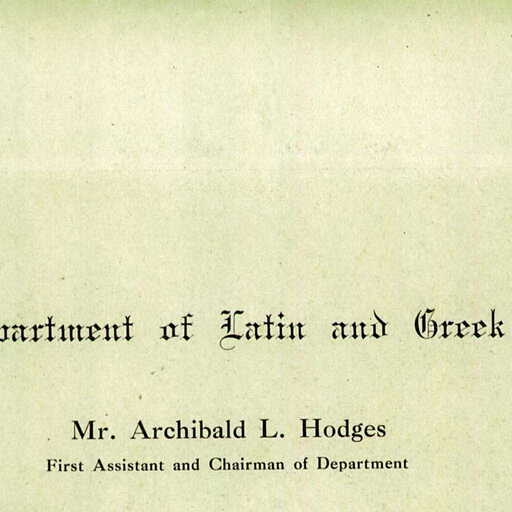 partment of Latin and Greek
Mr. Archibald L. Hodges
First Assistant and Chairman of Department